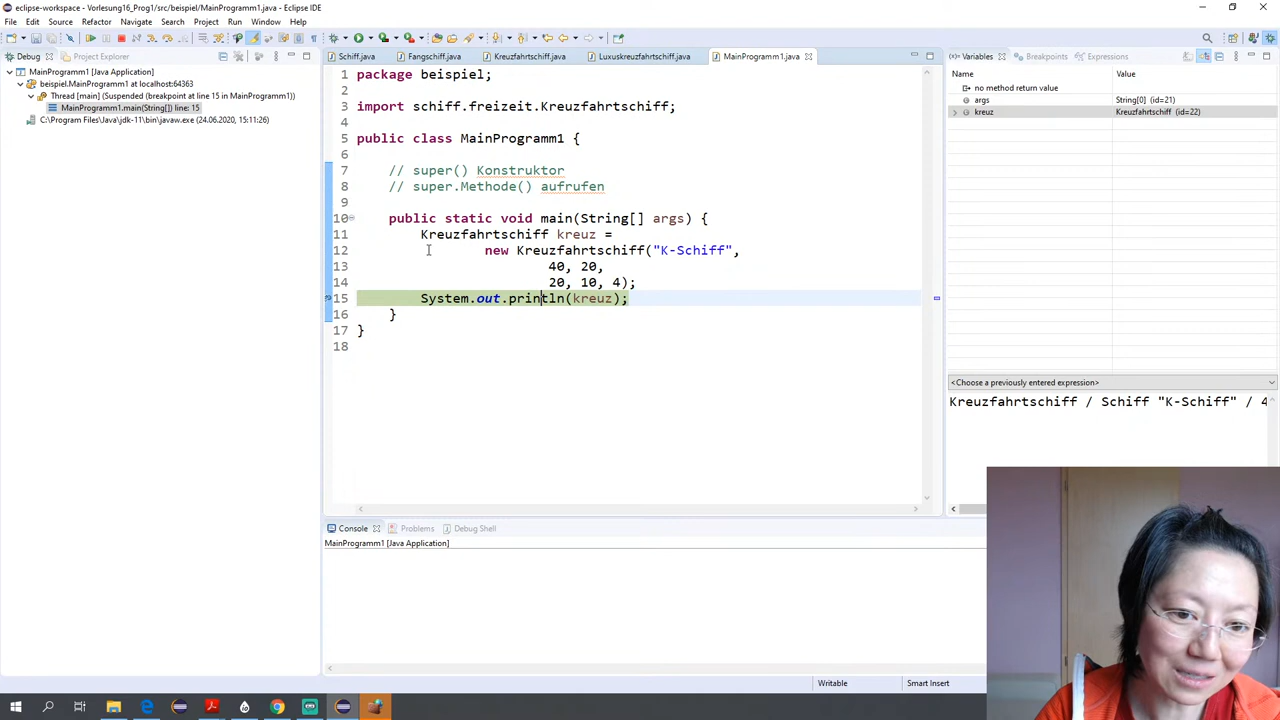 eclipse-workspace - Vorlesung16_Prog1/src/beispiel/MainProgramm1.java - Eclipse IDE
File Edit Source Refactor Navigate Search Project Run Window Help
Debug Project Explorer
MainProgramm1 [Java Application]
beispiel.MainProgramm1 at localhost:64363
Thread [main] (Suspended (breakpoint at line 15 in MainProgramm1))
MainProgramm1.main(String[]) line: 15
C:\Program Files\Java\jdk-11\bin\javaw.exe (24.06.2020, 15:11:26)
Schiff.java Fangschiff.java Kreuzfahrtschiff.java Luxuskreuzfahrtschiff.java MainProgramm1.java
1 package beispiel;
2
3 import schiff.freizeit.Kreuzfahrtschiff;
4
5 public class MainProgramm1 {
6
7 // super() Konstruktor
8 // super.Methode() aufrufen
9
10 public static void main(String[] args) {
11 Kreuzfahrtschiff kreuz =
12 new Kreuzfahrtschiff("K-Schiff",
13 40, 20,
14 20, 10, 4);
15 System.out.println(kreuz);
16 }
17 }
18
Variables Breakpoints Expressions
Name Value
no method return value
args String[0] (id=21)
kreuz Kreuzfahrtschiff (id=22)
<Choose a previously entered expression>
Kreuzfahrtschiff / Schiff "K-Schiff" / 4
Console Problems Debug Shell
MainProgramm1 [Java Application]
Writable Smart Insert